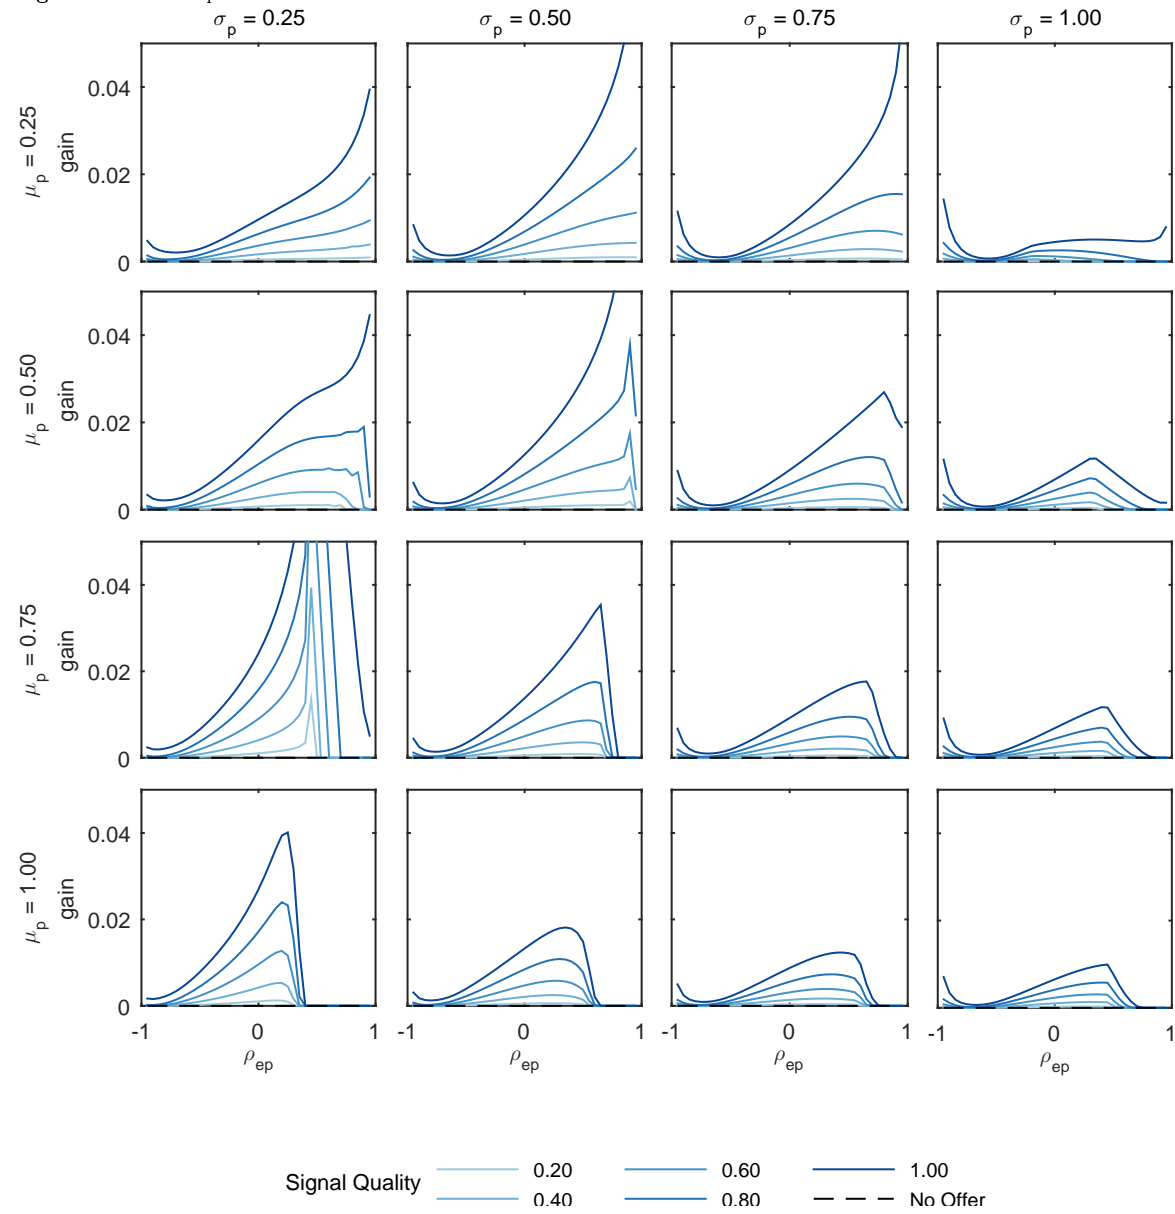 σp = 0.25 σp = 0.50 σp = 0.75 σp = 1.00
μp = 0.25
gain
0.04
0.02
0
μp = 0.50
gain
0.04
0.02
0
μp = 0.75
gain
0.04
0.02
0
μp = 1.00
gain
0.04
0.02
0
-1 0 1 -1 0 1 -1 0 1 -1 0 1
ρep ρep ρep ρep
Signal Quality 0.20 0.60 1.00
0.40 0.80 No Offer